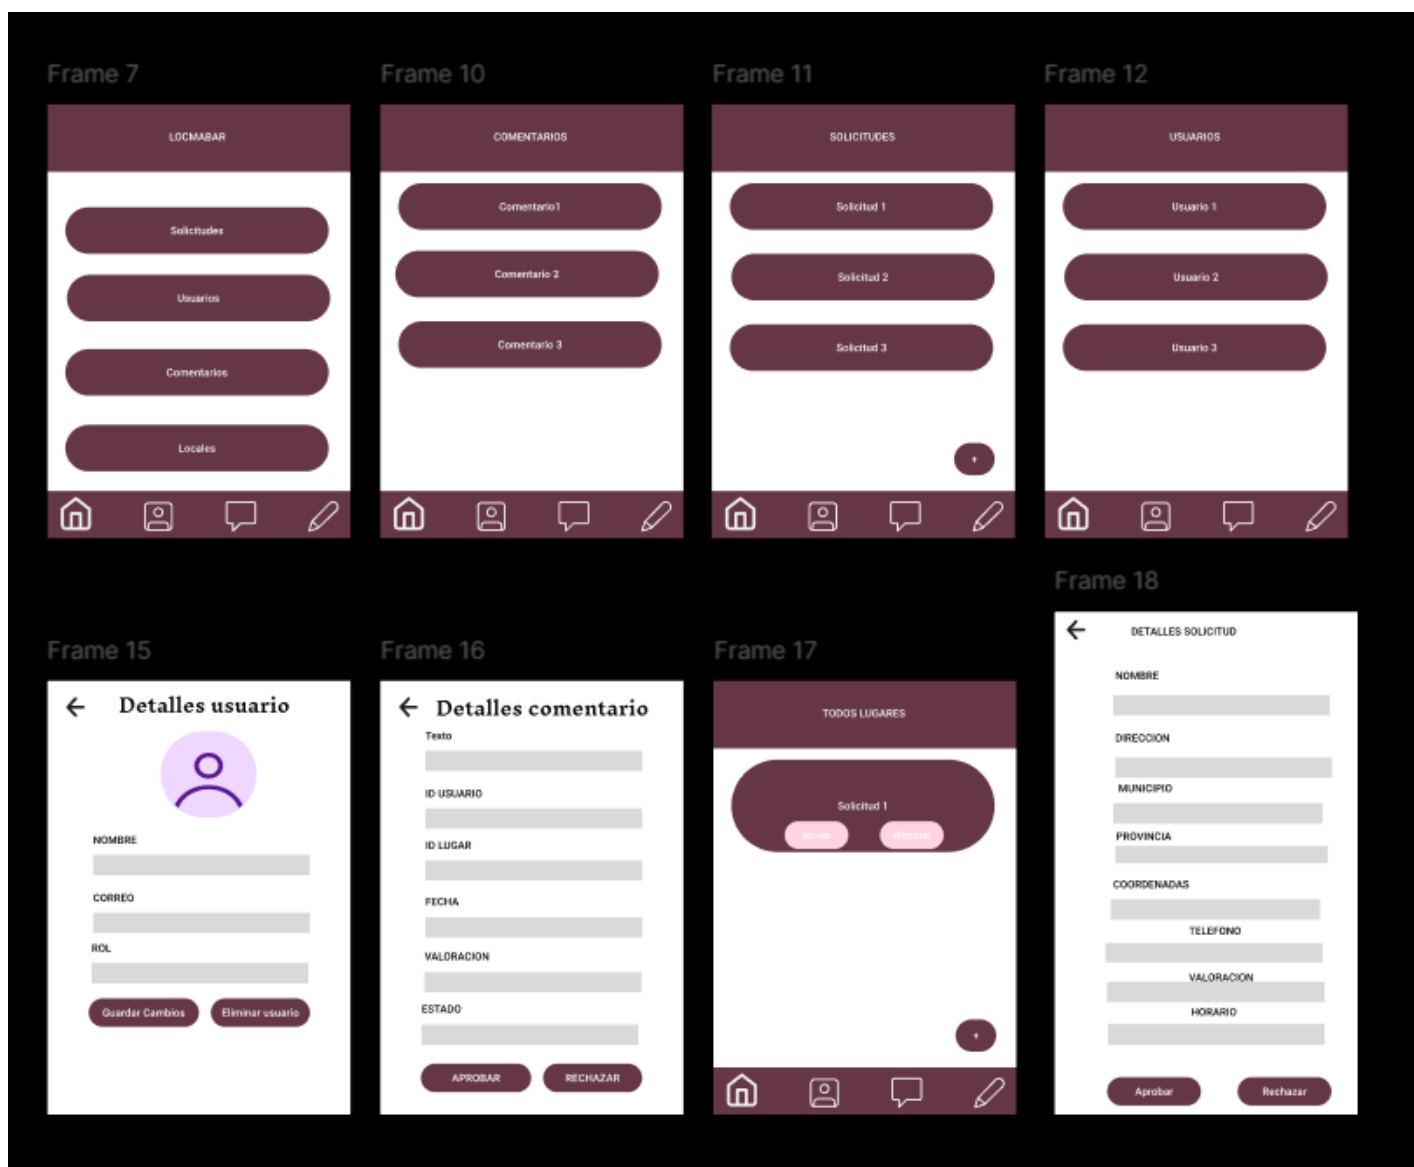 Frame 7
LOCMABAR
Solicitudes
Usuarios
Comentarios
Locales
Frame 10
COMENTARIOS
Comentario1
Comentario 2
Comentario 3
Frame 11
SOLICITUDES
Solicitud 1
Solicitud 2
Solicitud 3
+
Frame 12
USUARIOS
Usuario 1
Usuario 2
Usuario 3
Frame 15
Detalles usuario
NOMBRE
CORREO
ROL
Guardar Cambios
Eliminar usuario
Frame 16
Detalles comentario
Texto
ID USUARIO
ID LUGAR
FECHA
VALORACION
ESTADO
APROBAR
RECHAZAR
Frame 17
TODOS LUGARES
Solicitud 1
enviar
eliminar
+
Frame 18
DETALLES SOLICITUD
NOMBRE
DIRECCION
MUNICIPIO
PROVINCIA
COORDENADAS
TELEFONO
VALORACION
HORARIO
Aprobar
Rechazar